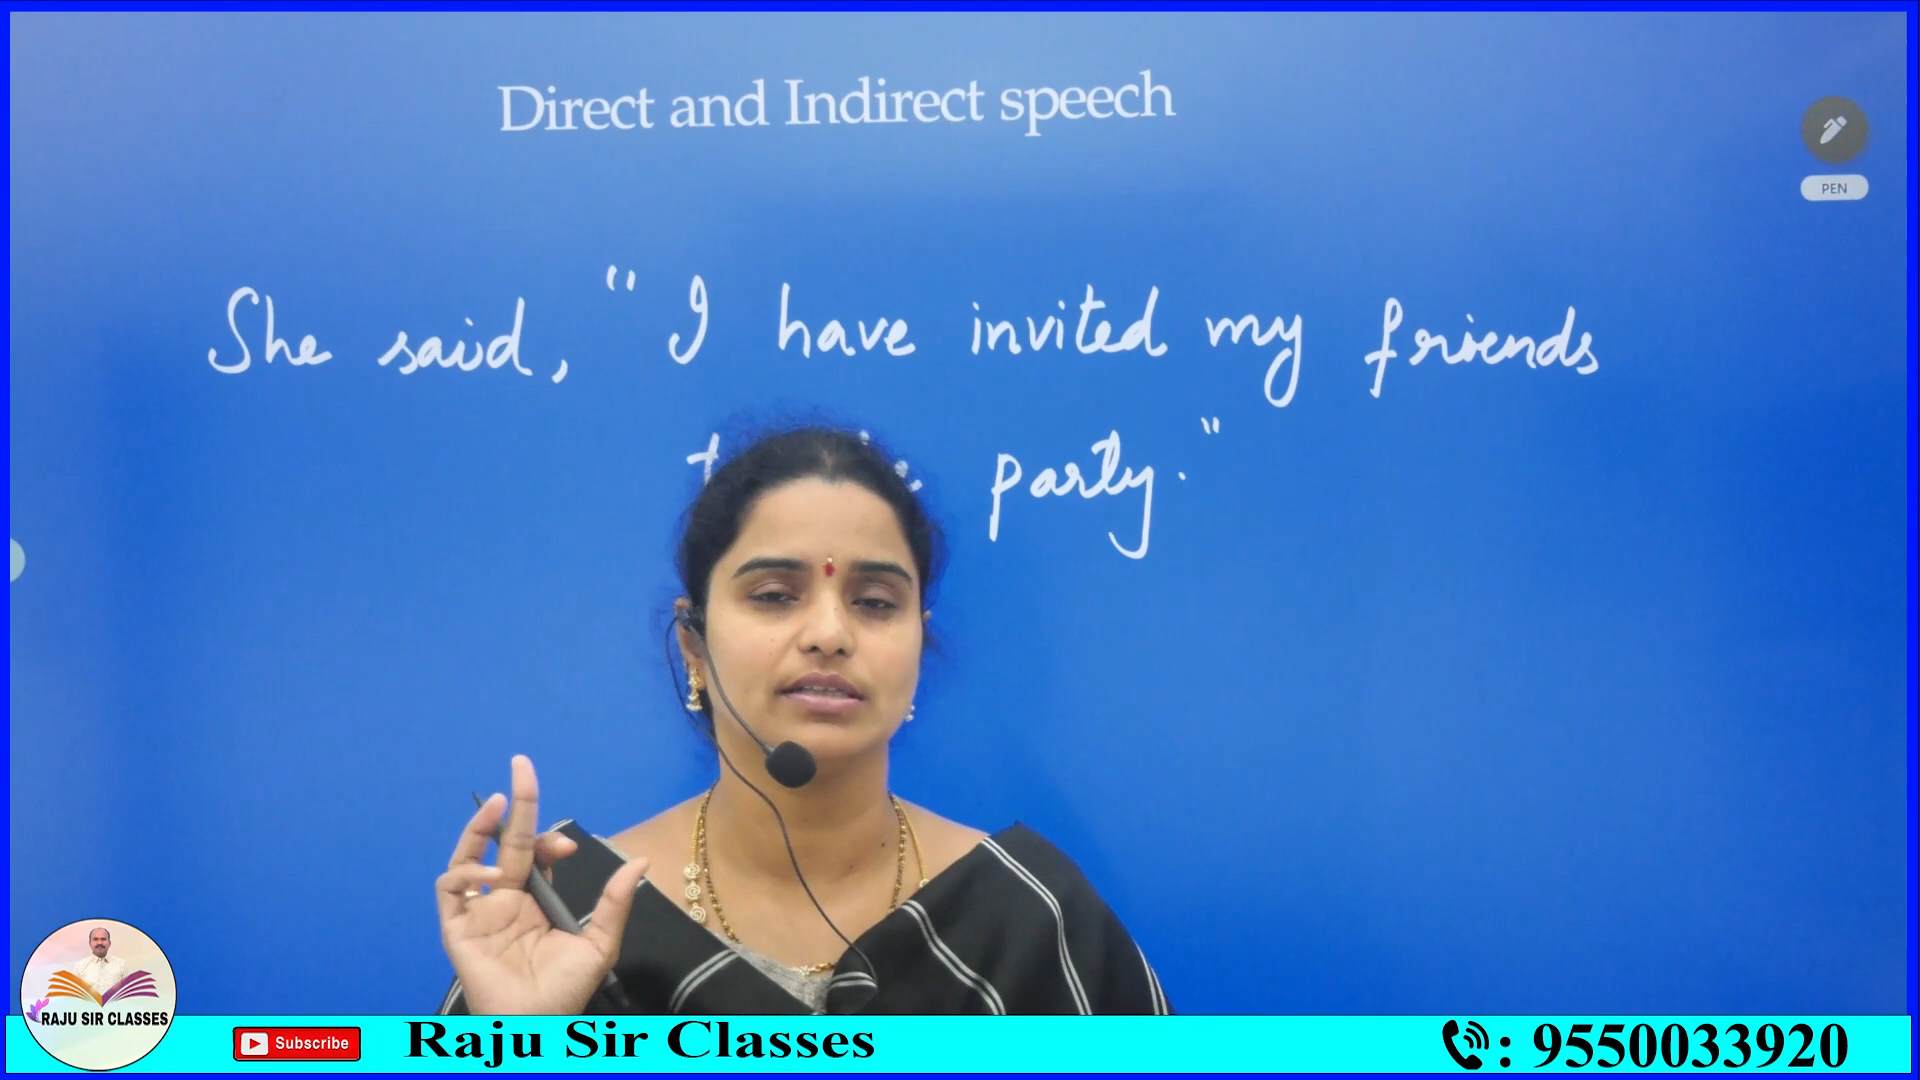 Direct and Indirect speech
PEN
She said, " I have invited my friends
party."
RAJU SIR CLASSES
Subscribe
Raju Sir Classes
: 9550033920